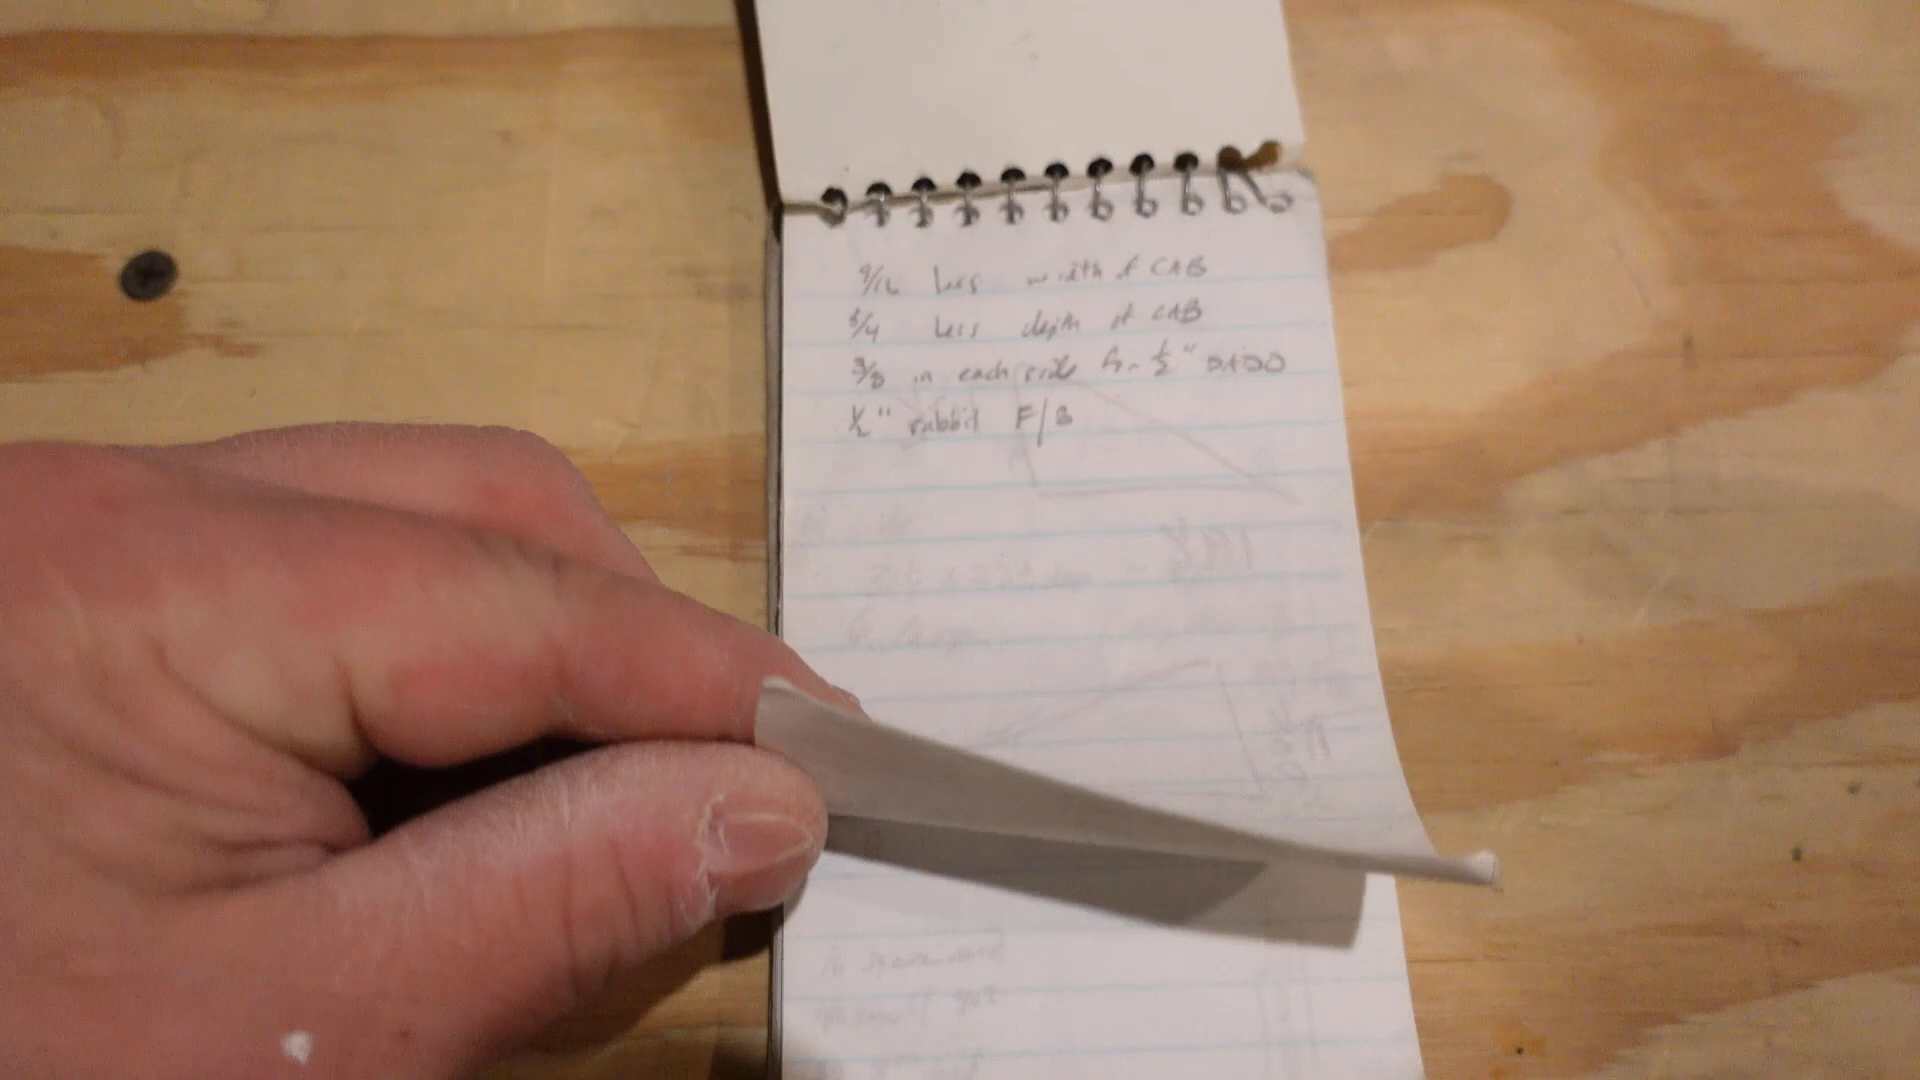 9/16 Less width of CAB
3/4 Less depth of CAB
3/8 in each side for 1/2" DADO
1/2" rabbit F/B